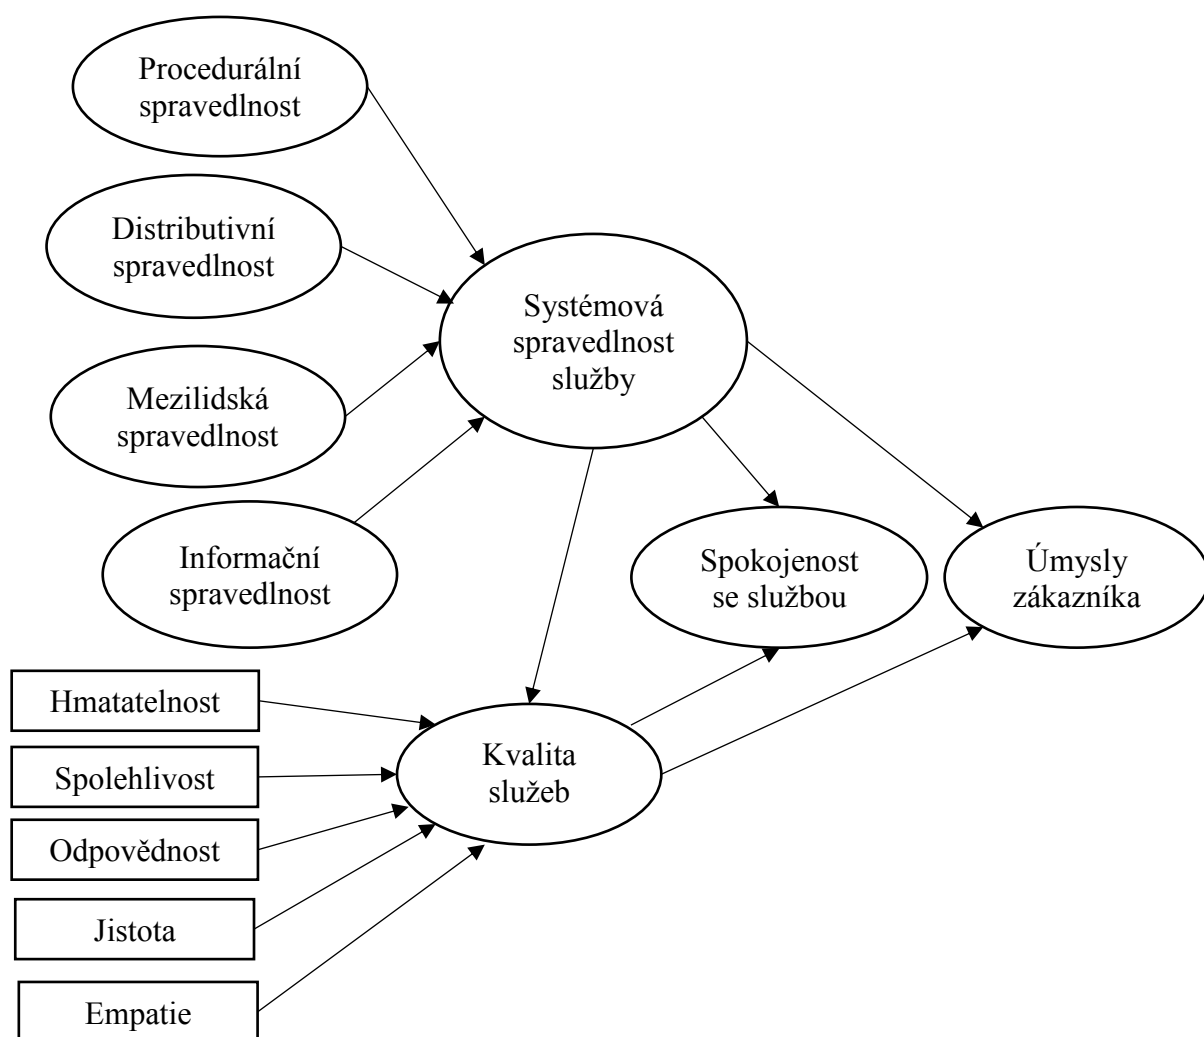 Procedurální
spravedlnost
Distributivní
spravedlnost
Systémová
spravedlnost
služby
Mezilidská
spravedlnost
Informační
spravedlnost
Spokojenost
se službou
Úmysly
zákazníka
Hmatatelnost
Spolehlivost
Kvalita
služeb
Odpovědnost
Jistota
Empatie